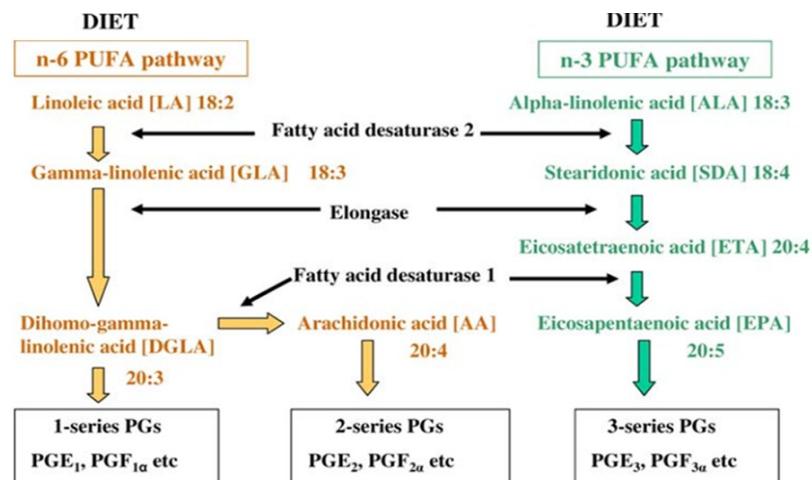 DIET
DIET
n-6 PUFA pathway
n-3 PUFA pathway
Linoleic acid [LA] 18:2
Alpha-linolenic acid [ALA] 18:3
Fatty acid desaturase 2
Gamma-linolenic acid [GLA] 18:3
Stearidonic acid [SDA] 18:4
Elongase
Eicosatetraenoic acid [ETA] 20:4
Fatty acid desaturase 1
Dihomo-gamma-
linolenic acid [DGLA]
20:3
Arachidonic acid [AA]
20:4
Eicosapentaenoic acid [EPA]
20:5
1-series PGs
PGE₁, PGF₁α etc
2-series PGs
PGE₂, PGF₂α etc
3-series PGs
PGE₃, PGF₃α etc